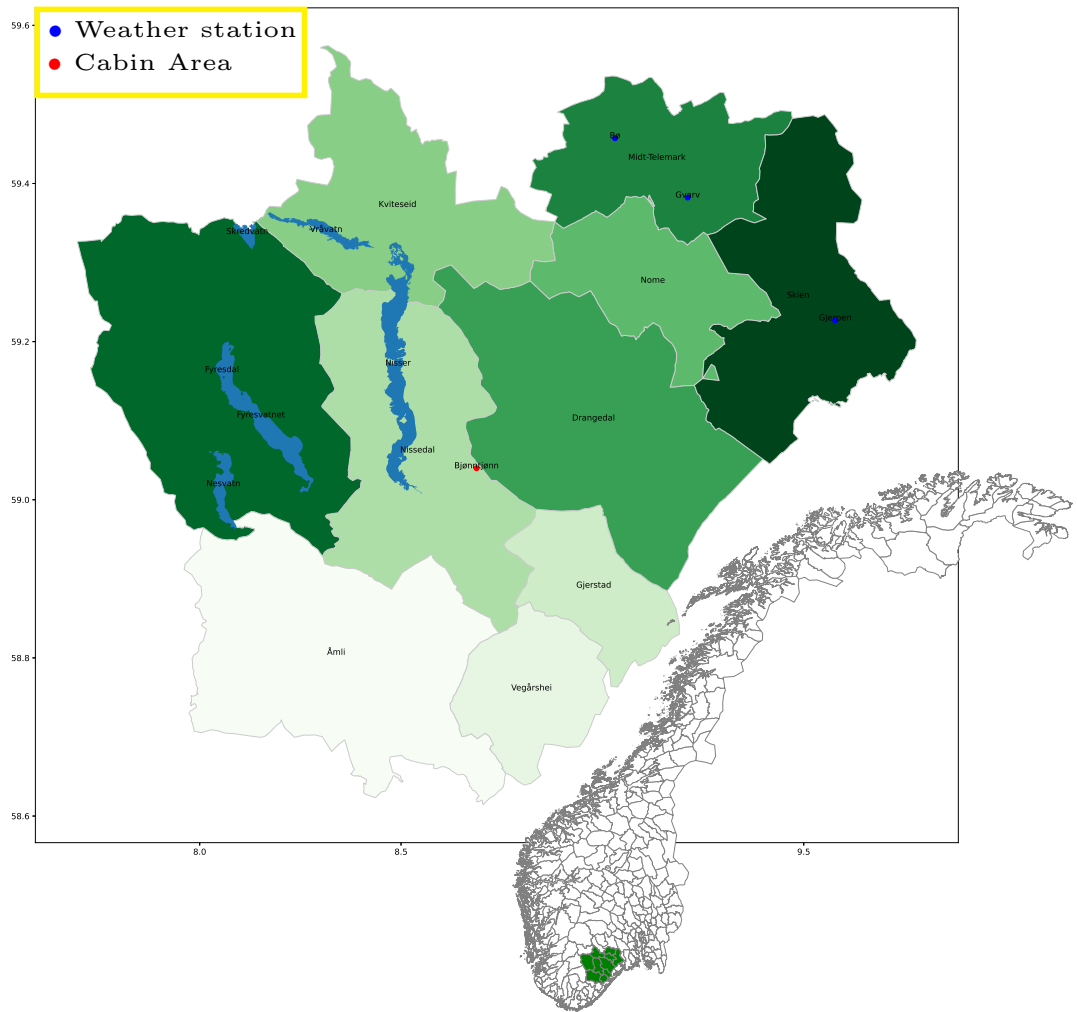 Weather station
Cabin Area
59.6
59.4
59.2
59.0
58.8
58.6
8.0
8.5
9.5
Bø
Midt-Telemark
Gvarv
Kviteseid
Skredvatn
Vråvatn
Nome
Skien
Gjerpen
Fyresdal
Nisser
Fyresvatnet
Drangedal
Nissedal
Bjønntjønn
Nesvatn
Gjerstad
Åmli
Vegårshei